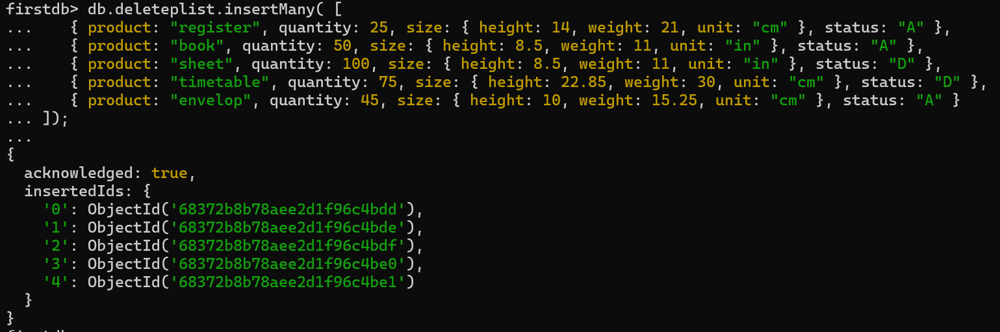 firstdb> db.deleteplist.insertMany( [
...    { product: "register", quantity: 25, size: { height: 14, weight: 21, unit: "cm" }, status: "A" },
...    { product: "book", quantity: 50, size: { height: 8.5, weight: 11, unit: "in" }, status: "A" },
...    { product: "sheet", quantity: 100, size: { height: 8.5, weight: 11, unit: "in" }, status: "D" },
...    { product: "timetable", quantity: 75, size: { height: 22.85, weight: 30, unit: "cm" }, status: "D" },
...    { product: "envelop", quantity: 45, size: { height: 10, weight: 15.25, unit: "cm" }, status: "A" }
... ]);
...
{
  acknowledged: true,
  insertedIds: {
    '0': ObjectId('68372b8b78aee2d1f96c4bdd'),
    '1': ObjectId('68372b8b78aee2d1f96c4bde'),
    '2': ObjectId('68372b8b78aee2d1f96c4bdf'),
    '3': ObjectId('68372b8b78aee2d1f96c4be0'),
    '4': ObjectId('68372b8b78aee2d1f96c4be1')
  }
}